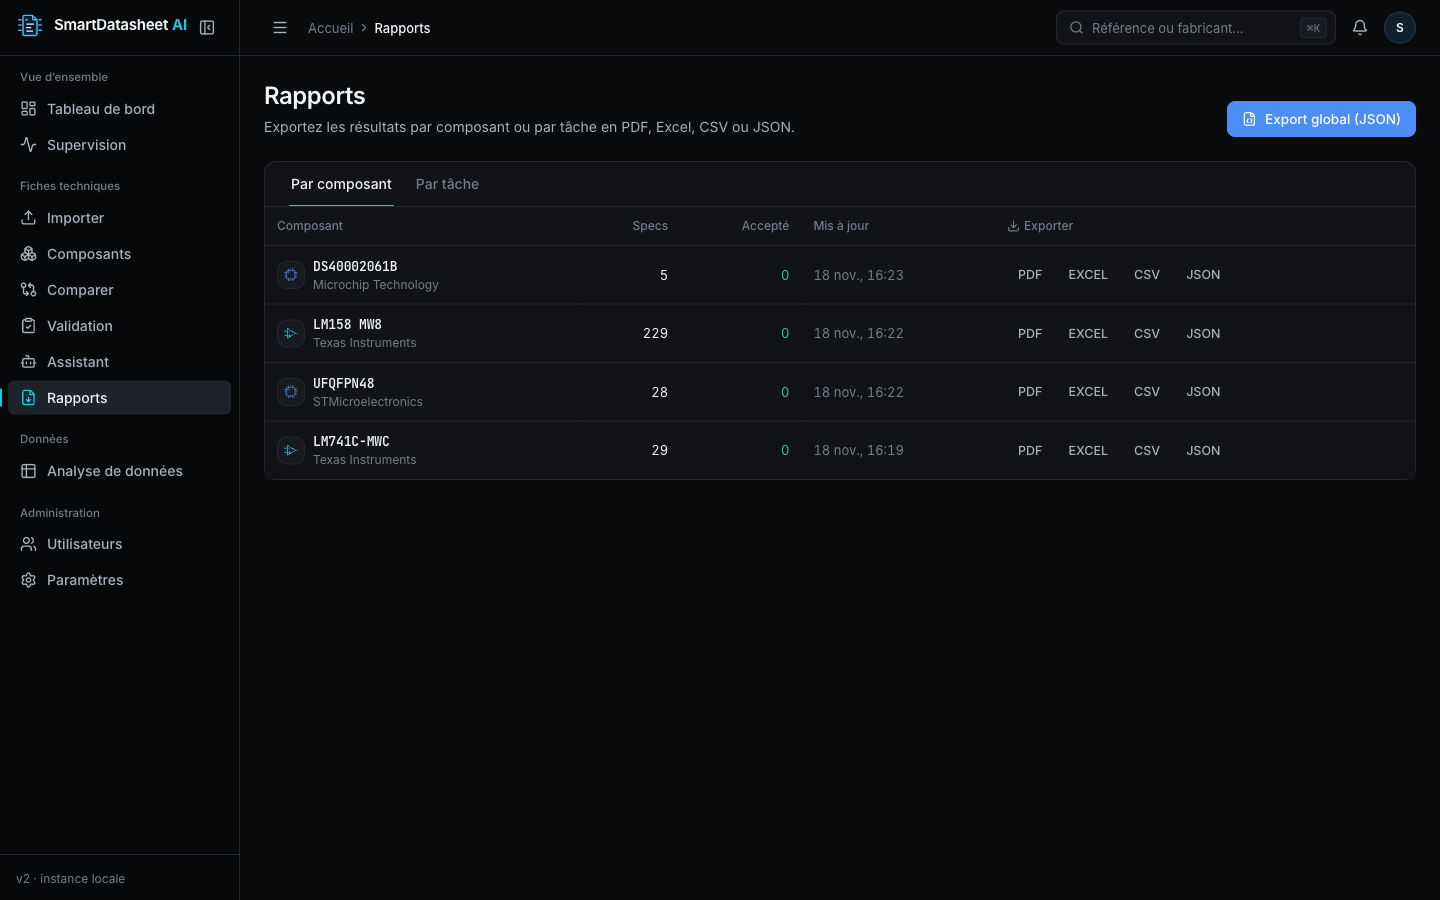 SmartDatasheet AI
Accueil > Rapports
Référence ou fabricant... ⌘K
S
Vue d'ensemble
Tableau de bord
Supervision
Fiches techniques
Importer
Composants
Comparer
Validation
Assistant
Rapports
Données
Analyse de données
Administration
Utilisateurs
Paramètres
v2 · instance locale
Rapports
Exportez les résultats par composant ou par tâche en PDF, Excel, CSV ou JSON.
Export global (JSON)
Par composant Par tâche
Composant Specs Accepté Mis à jour Exporter
DS40002061B
Microchip Technology
5 0 18 nov., 16:23 PDF EXCEL CSV JSON
LM158 MW8
Texas Instruments
229 0 18 nov., 16:22 PDF EXCEL CSV JSON
UFQFPN48
STMicroelectronics
28 0 18 nov., 16:22 PDF EXCEL CSV JSON
LM741C-MWC
Texas Instruments
29 0 18 nov., 16:19 PDF EXCEL CSV JSON